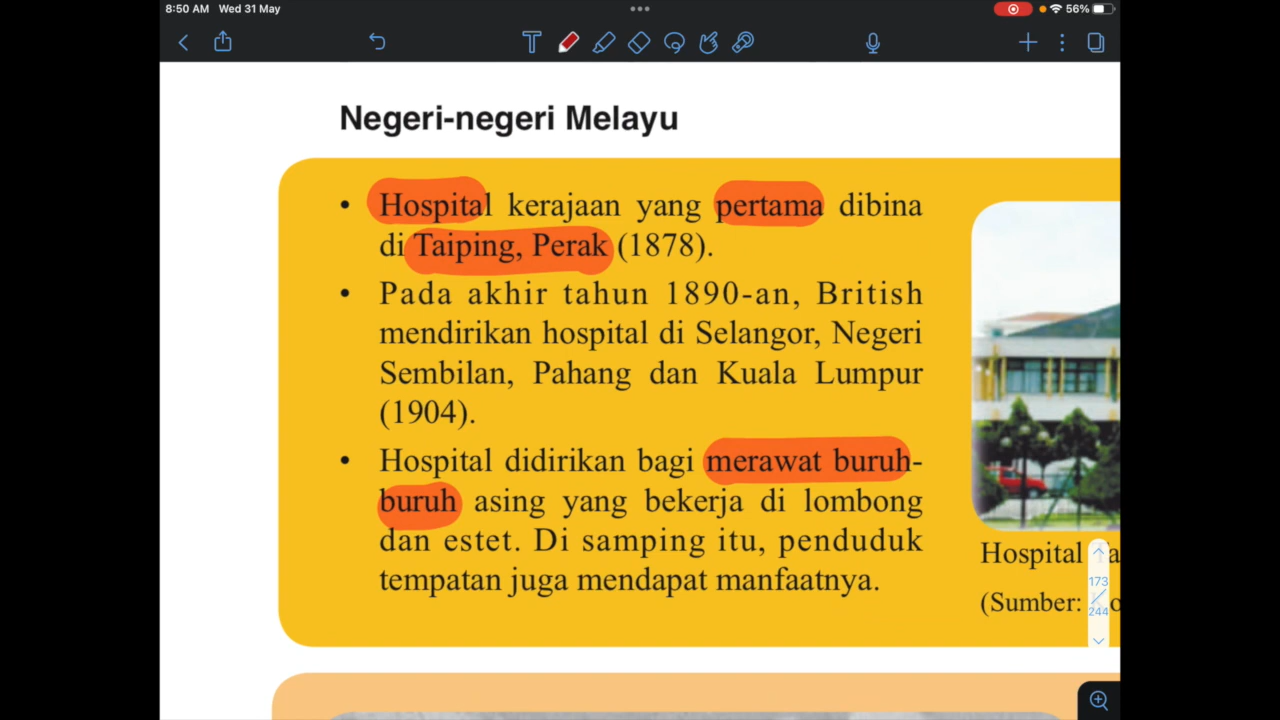 8:50 AM Wed 31 May
56%
Negeri-negeri Melayu
• Hospital kerajaan yang pertama dibina
di Taiping, Perak (1878).
• Pada akhir tahun 1890-an, British
mendirikan hospital di Selangor, Negeri
Sembilan, Pahang dan Kuala Lumpur
(1904).
• Hospital didirikan bagi merawat buruh-
buruh asing yang bekerja di lombong
dan estet. Di samping itu, penduduk
tempatan juga mendapat manfaatnya.
Hospital
(Sumber:
173
244